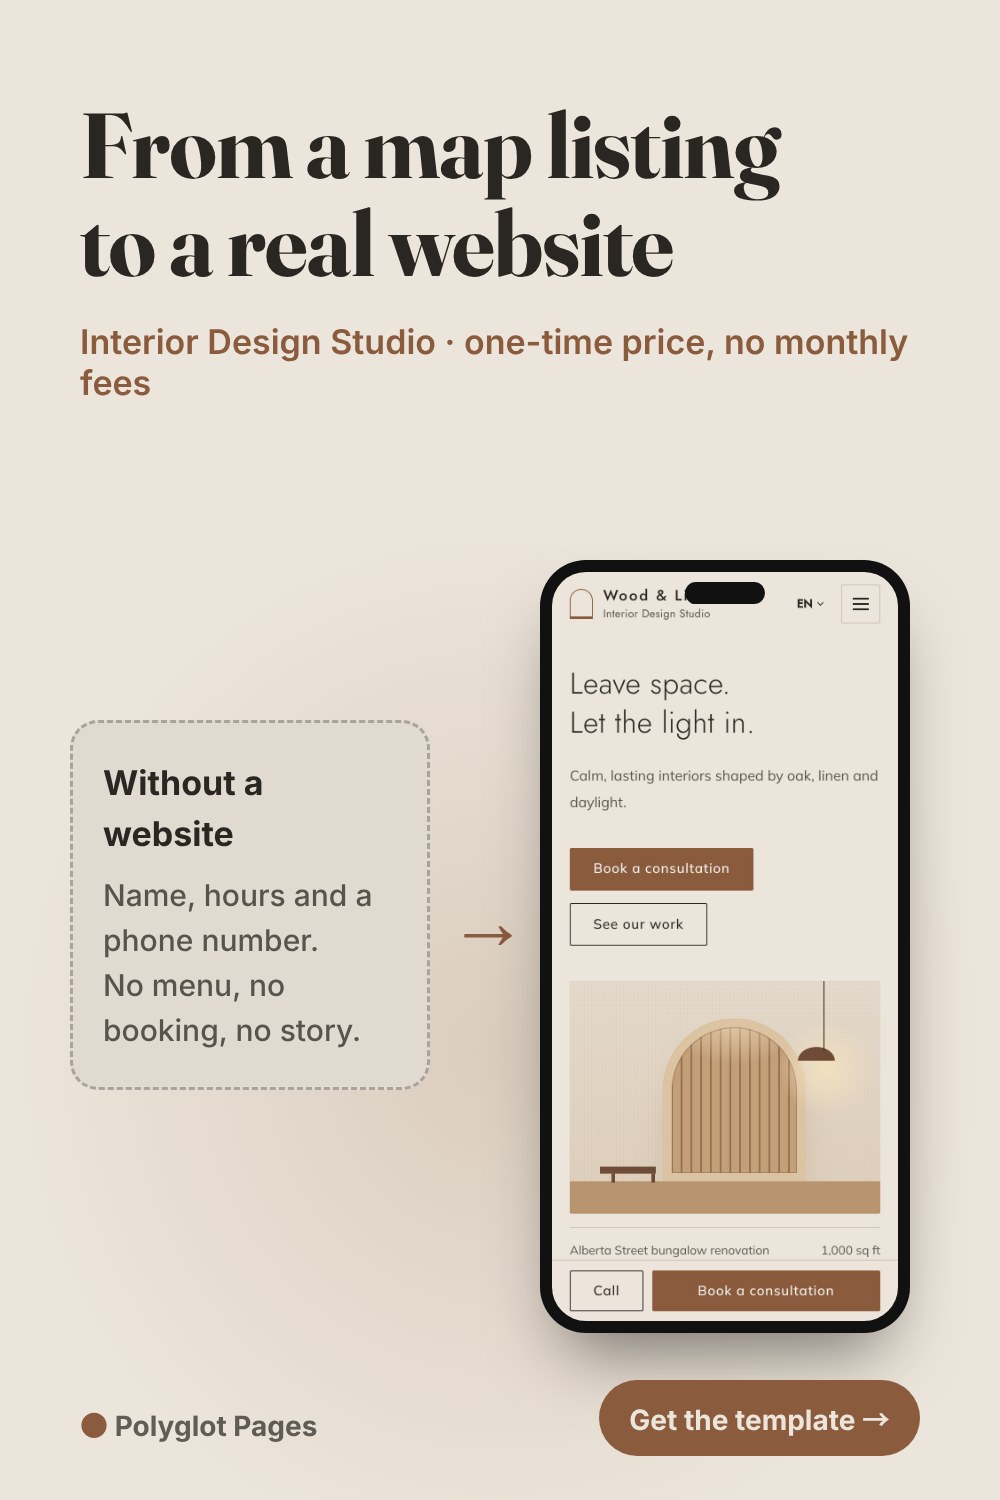 From a map listing
to a real website
Interior Design Studio · one-time price, no monthly
fees
Without a
website
Name, hours and a
phone number.
No menu, no
booking, no story.
→
Wood &
Interior Design Studio
EN
Leave space.
Let the light in.
Calm, lasting interiors shaped by oak, linen and
daylight.
Book a consultation
See our work
Alberta Street bungalow renovation 1,000 sq ft
Call
Book a consultation
Polyglot Pages
Get the template →